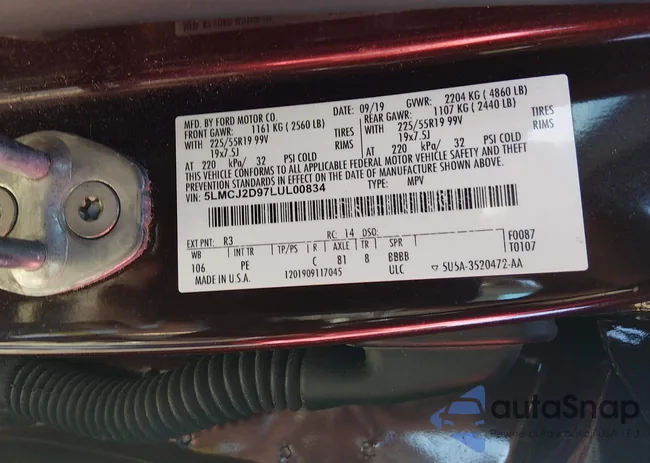 MFD. BY FORD MOTOR CO.
DATE: 09/19
GVWR: 2204 KG ( 4860 LB)
FRONT GAWR: 1161 KG ( 2560 LB)
REAR GAWR: 1107 KG ( 2440 LB)
WITH 225/55R19 99V TIRES
WITH 225/55R19 99V TIRES
19x7.5J RIMS
19x7.5J RIMS
AT 220 kPa/ 32 PSI COLD
AT 220 kPa/ 32 PSI COLD
THIS VEHICLE CONFORMS TO ALL APPLICABLE FEDERAL MOTOR VEHICLE SAFETY AND THEFT
PREVENTION STANDARDS IN EFFECT ON THE DATE OF MANUFACTURE SHOWN ABOVE.
VIN: 5LMCJ2D97LUL00834
TYPE: MPV
EXT PNT: R3 RC: 14 DSO: F0087
WB INT TR TP/PS R AXLE TR SPR T0107
106 PE C 81 8 BBBB
MADE IN U.S.A. 1201909117045 ULC 5U5A-3520472-AA
autoSnap